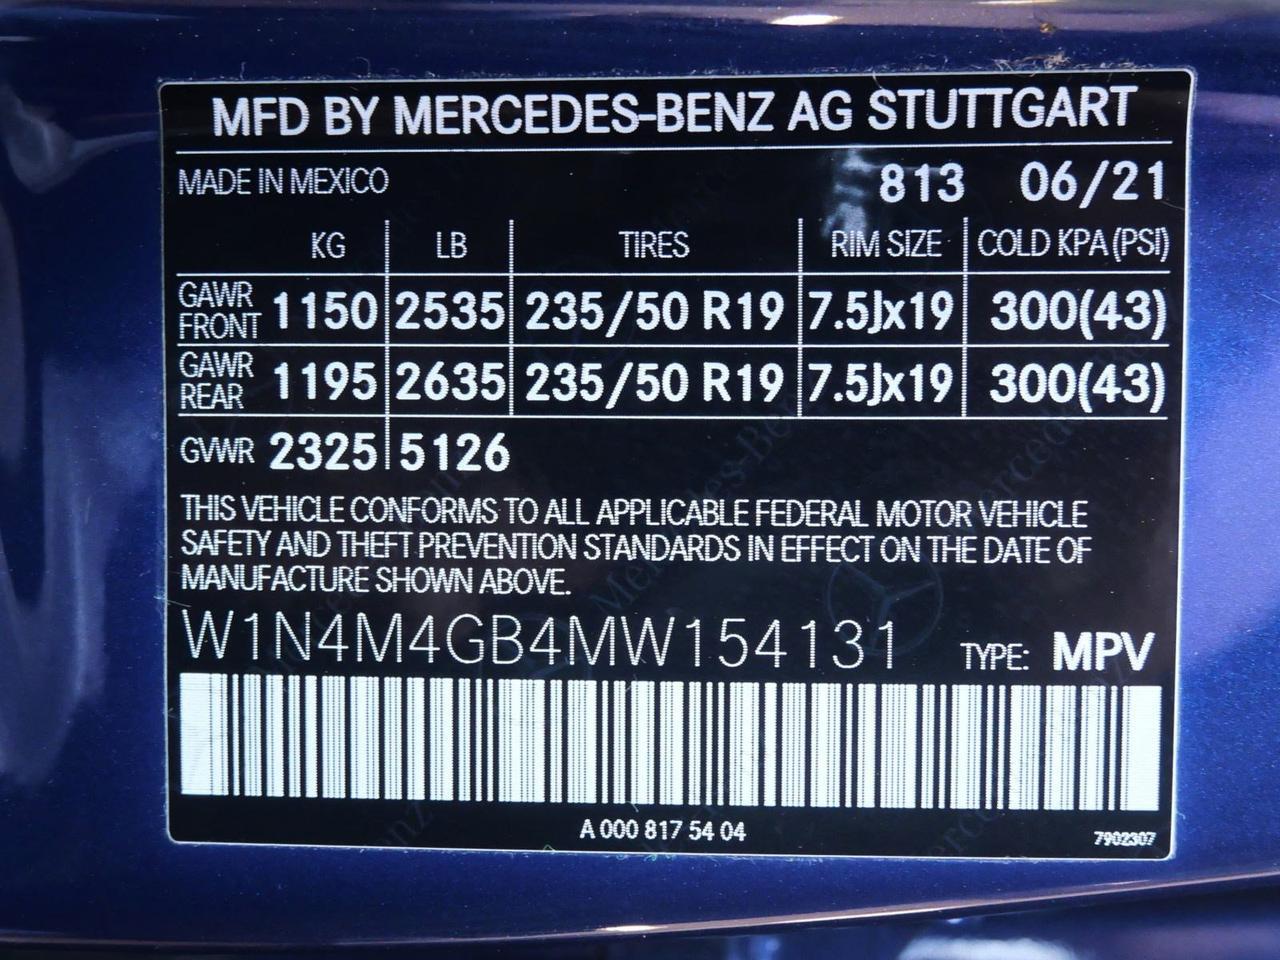 MFD BY MERCEDES-BENZ AG STUTTGART
MADE IN MEXICO 813 06/21
KG LB TIRES RIM SIZE COLD KPA (PSI)
GAWR FRONT 1150 2535 235/50 R19 7.5Jx19 300(43)
GAWR REAR 1195 2635 235/50 R19 7.5Jx19 300(43)
GVWR 2325 5126
THIS VEHICLE CONFORMS TO ALL APPLICABLE FEDERAL MOTOR VEHICLE
SAFETY AND THEFT PREVENTION STANDARDS IN EFFECT ON THE DATE OF
MANUFACTURE SHOWN ABOVE.
W1N4M4GB4MW154131 TYPE: MPV
A 000 817 54 04 7902307